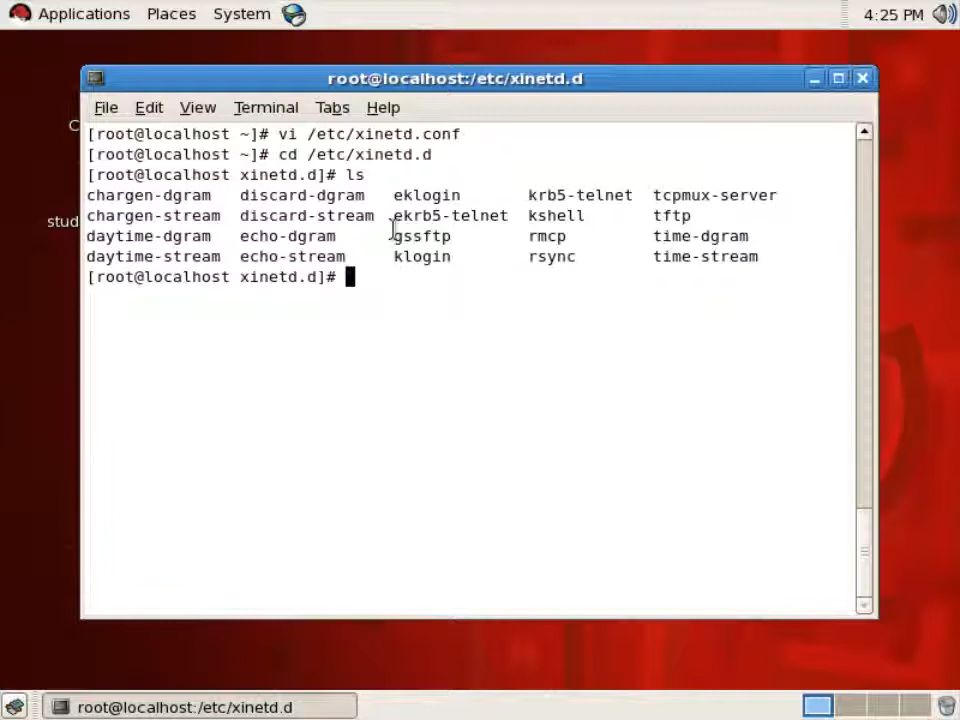 Applications Places System 4:25 PM
root@localhost:/etc/xinetd.d
File Edit View Terminal Tabs Help
[root@localhost ~]# vi /etc/xinetd.conf
[root@localhost ~]# cd /etc/xinetd.d
[root@localhost xinetd.d]# ls
chargen-dgram discard-dgram eklogin krb5-telnet tcpmux-server
chargen-stream discard-stream ekrb5-telnet kshell tftp
daytime-dgram echo-dgram gssftp rmcp time-dgram
daytime-stream echo-stream klogin rsync time-stream
[root@localhost xinetd.d]#
root@localhost:/etc/xinetd.d